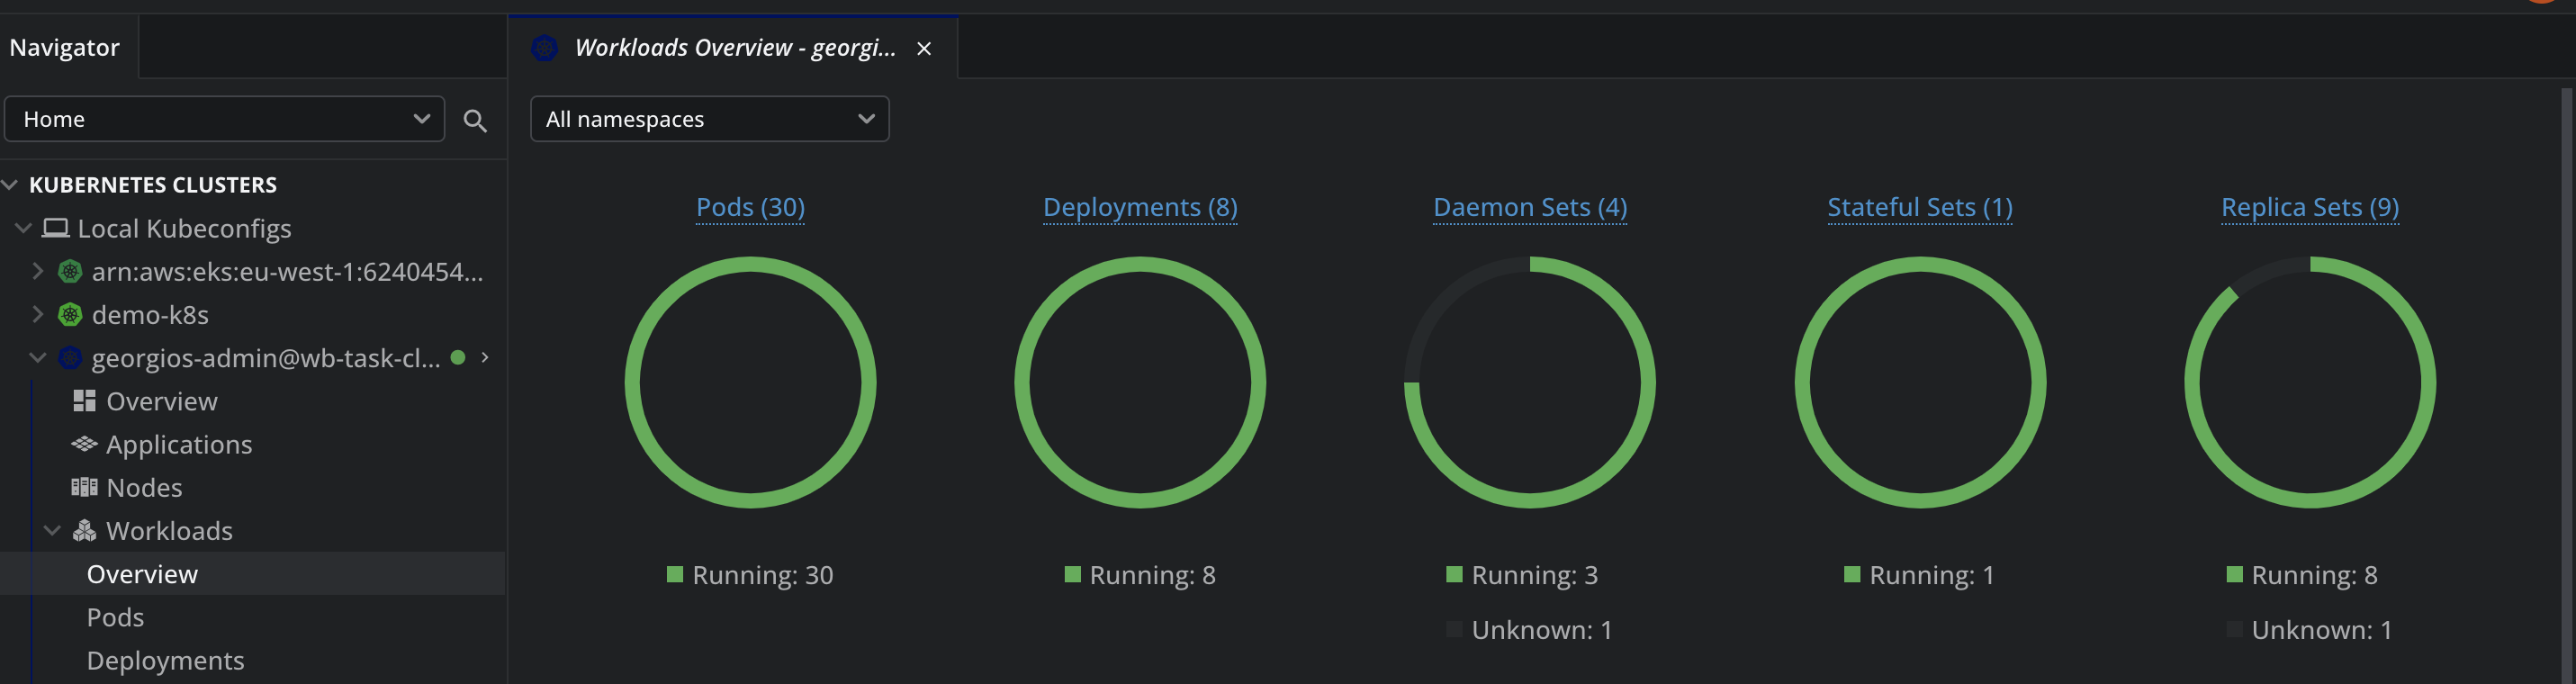 Navigator
Workloads Overview - georgi...
Home
All namespaces
KUBERNETES CLUSTERS
Local Kubeconfigs
arn:aws:eks:eu-west-1:6240454...
demo-k8s
georgios-admin@wb-task-cl...
Overview
Applications
Nodes
Workloads
Overview
Pods
Deployments
Pods (30)
Running: 30
Deployments (8)
Running: 8
Daemon Sets (4)
Running: 3
Unknown: 1
Stateful Sets (1)
Running: 1
Replica Sets (9)
Running: 8
Unknown: 1